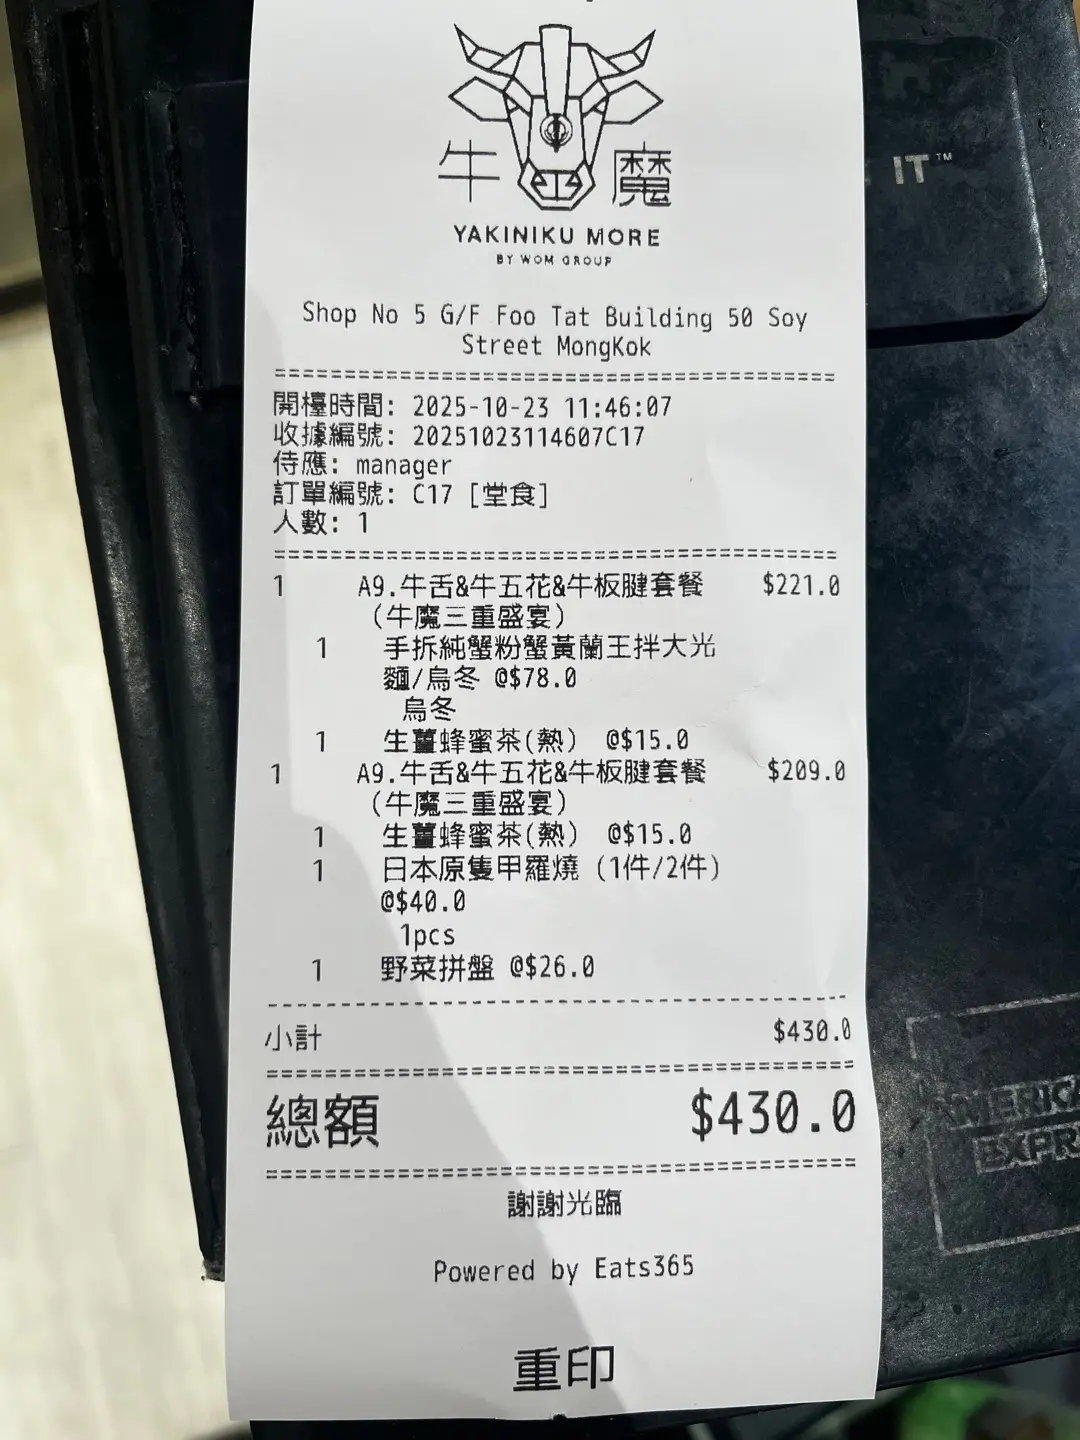 牛魔
YAKINIKU MORE
BY WOM GROUP
Shop No 5 G/F Foo Tat Building 50 Soy
Street MongKok
開檯時間: 2025-10-23 11:46:07
收據編號: 20251023114607C17
侍應: manager
訂單編號: C17 [堂食]
人數: 1
1 A9.牛舌&牛五花&牛板腱套餐 $221.0
(牛魔三重盛宴)
1 手拆純蟹粉蟹黃蘭王拌大光
麵/烏冬 @$78.0
烏冬
1 生薑蜂蜜茶(熱) @$15.0
1 A9.牛舌&牛五花&牛板腱套餐 $209.0
(牛魔三重盛宴)
1 生薑蜂蜜茶(熱) @$15.0
1 日本原隻甲羅燒 (1件/2件)
@$40.0
1pcs
1 野菜拼盤 @$26.0
小計 $430.0
總額 $430.0
謝謝光臨
Powered by Eats365
重印
IT™
AMERICA
EXPR